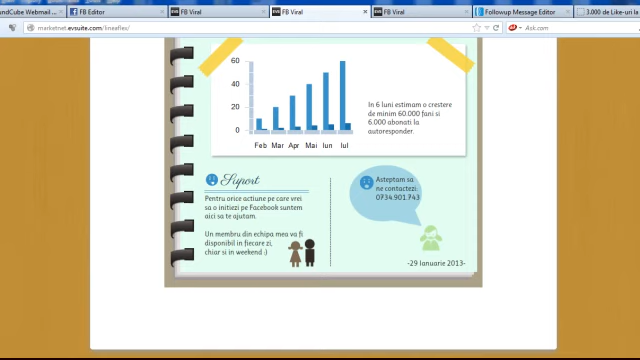 undCube Webmail ...
FB Editor
FB Viral
FB Viral
FB Viral
Followup Message Editor
3.000 de Like-uri la
marketnet.evsuite.com/lineafles/
Ask.com
60
40
20
0
Feb Mar Apr Mai Iun Iul
In 6 luni estimam o crestere
de minim 60.000 fani si
6.000 abonati la
autoresponder.
Suport
Pentru orice actiune pe care vrei
sa o initiezi pe Facebook suntem
aici sa te ajutam.
Un membru din echipa mea va fi
disponibil in fiecare zi,
chiar si in weekend :)
Asteptam sa
ne contactezi
0734.901.743
-29 Ianuarie 2013-